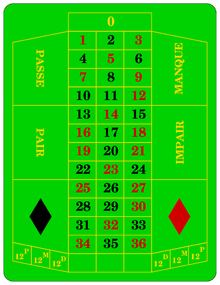 0
1 2 3
PASSE
MANQUE
4 5 6
7 8 9
10 11 12
13 14 15
PAIR
IMPAIR
16 17 18
19 20 21
22 23 24
25 26 27
28 29 30
31 32 33
34 35 36
12P 12M 12D
12D 12M 12P